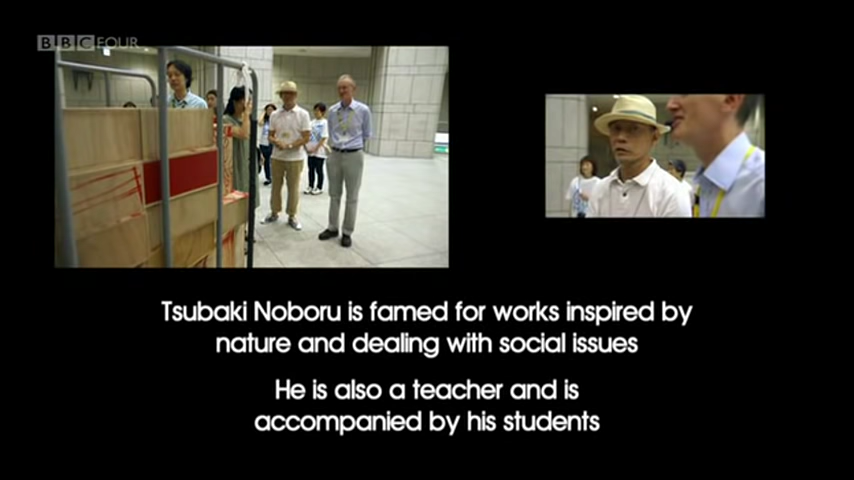 BBC FOUR
Tsubaki Noboru is famed for works inspired by
nature and dealing with social issues
He is also a teacher and is
accompanied by his students